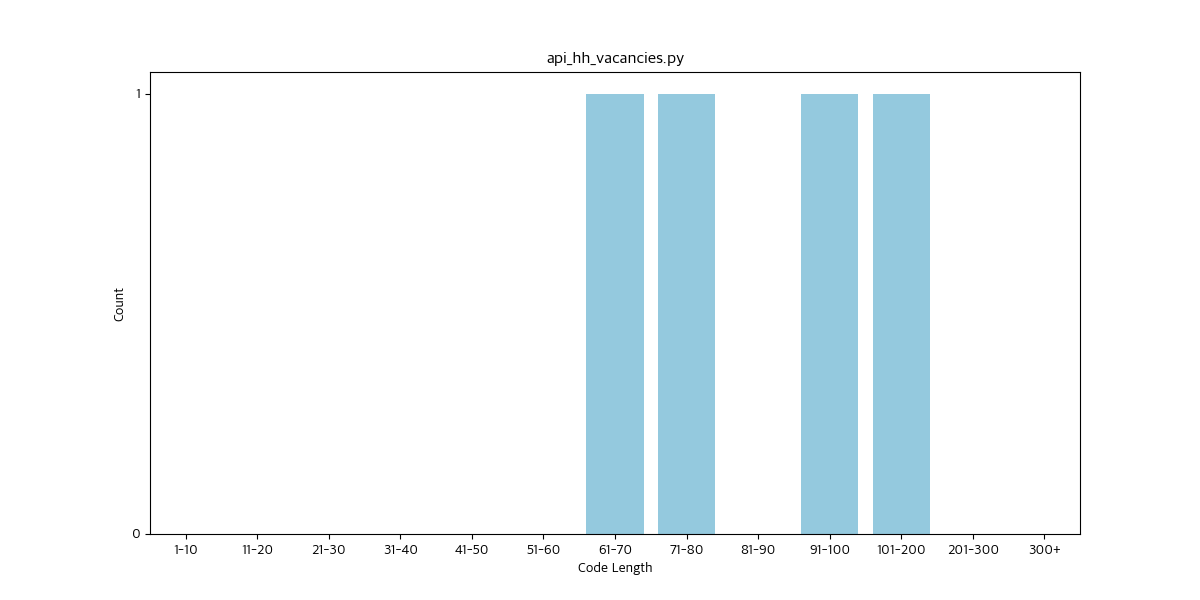 api_hh_vacancies.py
Count
1
0
1-10 11-20 21-30 31-40 41-50 51-60 61-70 71-80 81-90 91-100 101-200 201-300 300+
Code Length